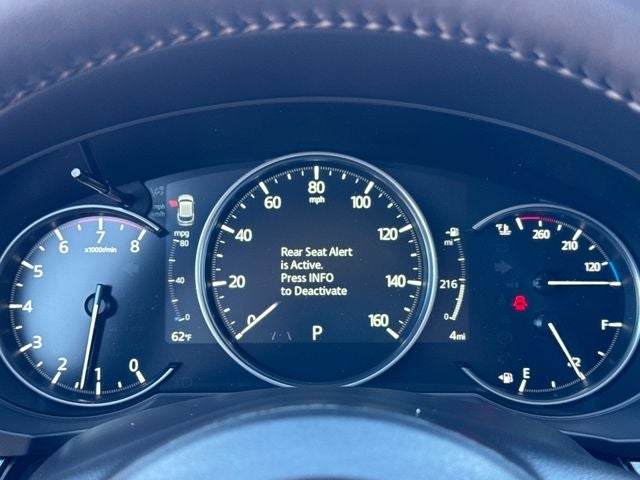 5
6
7
8
x1000r/min
4
3
2
1
0
mph
km/h
mpg
80
40
0
62°F
0
20
40
60
80
mph
100
120
140
160
Rear Seat Alert
is Active.
Press INFO
to Deactivate
P
mi
216
0
4mi
260
210
120
F
E